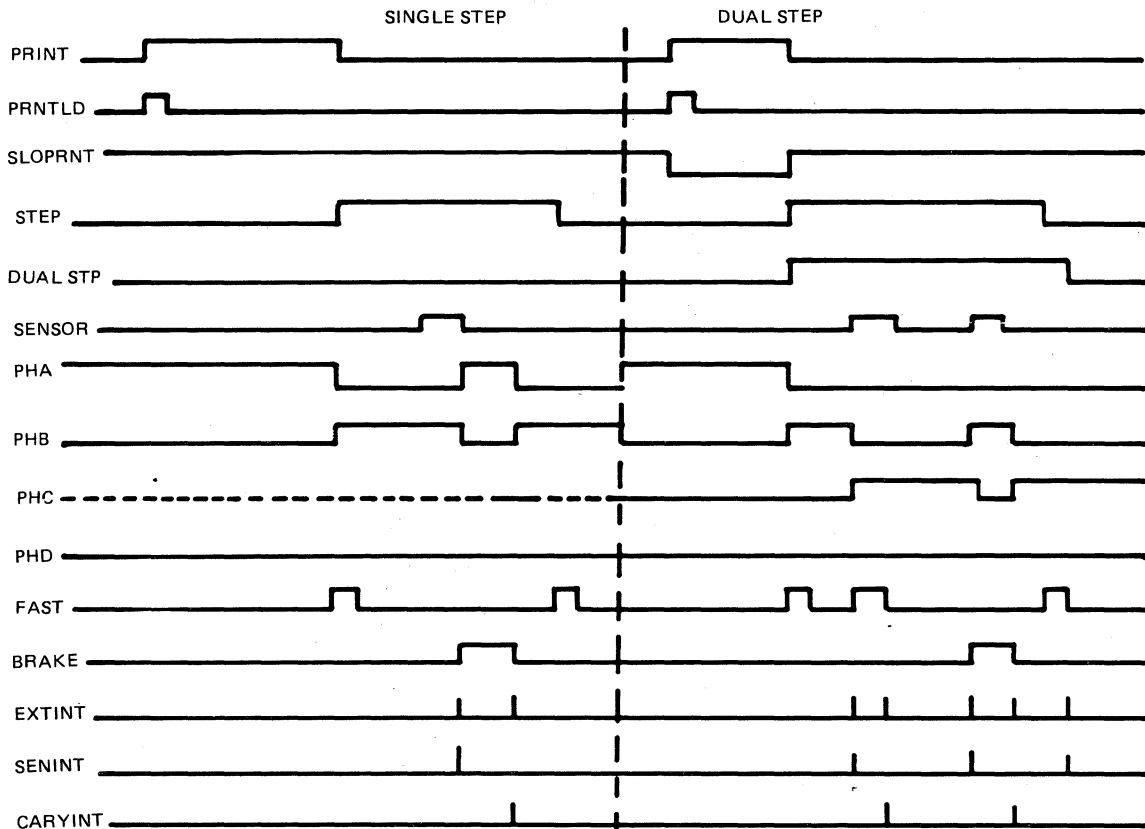 SINGLE STEP DUAL STEP
PRINT
PRNTLD
SLOPRNT
STEP
DUAL STP
SENSOR
PHA
PHB
PHC
PHD
FAST
BRAKE
EXTINT
SENINT
CARYINT